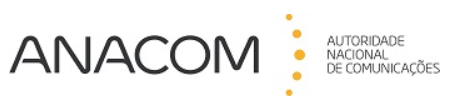 ANACOM
AUTORIDADE
NACIONAL
DE COMUNICAÇÕES